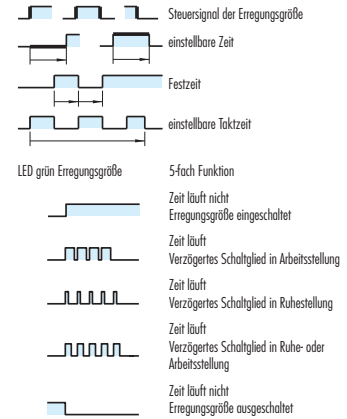 Steuersignal der Erregungsgröße
einstellbare Zeit
Festzeit
einstellbare Taktzeit
LED grün Erregungsgröße 5-fach Funktion
Zeit läuft nicht
Erregungsgröße eingeschaltet
Zeit läuft
Verzögertes Schaltglied in Arbeitsstellung
Zeit läuft
Verzögertes Schaltglied in Ruhestellung
Zeit läuft
Verzögertes Schaltglied in Ruhe- oder
Arbeitsstellung
Zeit läuft nicht
Erregungsgröße ausgeschaltet